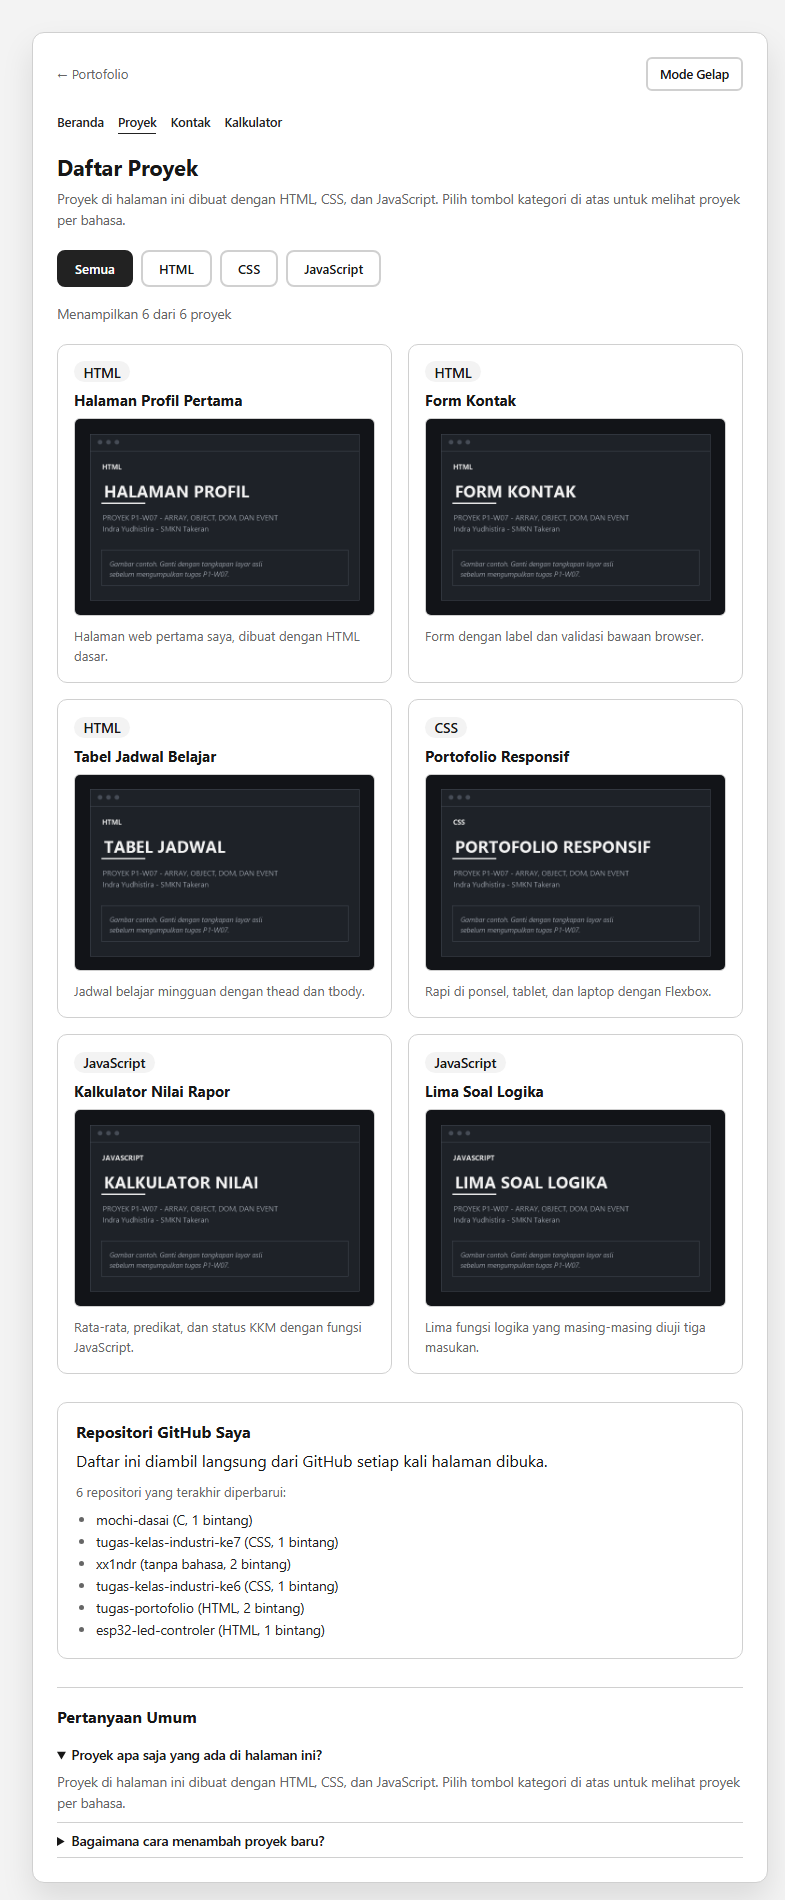 ← Portofolio
Mode Gelap
Beranda Proyek Kontak Kalkulator
Daftar Proyek
Proyek di halaman ini dibuat dengan HTML, CSS, dan JavaScript. Pilih tombol kategori di atas untuk melihat proyek
per bahasa.
Semua HTML CSS JavaScript
Menampilkan 6 dari 6 proyek
HTML
Halaman Profil Pertama
HTML
HALAMAN PROFIL
PROYEK P1-W07 - ARRAY, OBJECT, DOM, DAN EVENT
Indra Yudhistira - SMKN Takeran
Gambar contoh. Ganti dengan tangkapan layar asli
sebelum mengumpulkan tugas P1-W07.
Halaman web pertama saya, dibuat dengan HTML
dasar.
HTML
Form Kontak
HTML
FORM KONTAK
PROYEK P1-W07 - ARRAY, OBJECT, DOM, DAN EVENT
Indra Yudhistira - SMKN Takeran
Gambar contoh. Ganti dengan tangkapan layar asli
sebelum mengumpulkan tugas P1-W07.
Form dengan label dan validasi bawaan browser.
HTML
Tabel Jadwal Belajar
HTML
TABEL JADWAL
PROYEK P1-W07 - ARRAY, OBJECT, DOM, DAN EVENT
Indra Yudhistira - SMKN Takeran
Gambar contoh. Ganti dengan tangkapan layar asli
sebelum mengumpulkan tugas P1-W07.
Jadwal belajar mingguan dengan thead dan tbody.
CSS
Portofolio Responsif
CSS
PORTOFOLIO RESPONSIF
PROYEK P1-W07 - ARRAY, OBJECT, DOM, DAN EVENT
Indra Yudhistira - SMKN Takeran
Gambar contoh. Ganti dengan tangkapan layar asli
sebelum mengumpulkan tugas P1-W07.
Rapi di ponsel, tablet, dan laptop dengan Flexbox.
JavaScript
Kalkulator Nilai Rapor
JAVASCRIPT
KALKULATOR NILAI
PROYEK P1-W07 - ARRAY, OBJECT, DOM, DAN EVENT
Indra Yudhistira - SMKN Takeran
Gambar contoh. Ganti dengan tangkapan layar asli
sebelum mengumpulkan tugas P1-W07.
Rata-rata, predikat, dan status KKM dengan fungsi
JavaScript.
JavaScript
Lima Soal Logika
JAVASCRIPT
LIMA SOAL LOGIKA
PROYEK P1-W07 - ARRAY, OBJECT, DOM, DAN EVENT
Indra Yudhistira - SMKN Takeran
Gambar contoh. Ganti dengan tangkapan layar asli
sebelum mengumpulkan tugas P1-W07.
Lima fungsi logika yang masing-masing diuji tiga
masukan.
Repositori GitHub Saya
Daftar ini diambil langsung dari GitHub setiap kali halaman dibuka.
6 repositori yang terakhir diperbarui:
• mochi-dasai (C, 1 bintang)
• tugas-kelas-industri-ke7 (CSS, 1 bintang)
• xx1ndr (tanpa bahasa, 2 bintang)
• tugas-kelas-industri-ke6 (CSS, 1 bintang)
• tugas-portofolio (HTML, 2 bintang)
• esp32-led-controler (HTML, 1 bintang)
Pertanyaan Umum
▼ Proyek apa saja yang ada di halaman ini?
Proyek di halaman ini dibuat dengan HTML, CSS, dan JavaScript. Pilih tombol kategori di atas untuk melihat proyek
per bahasa.
▶ Bagaimana cara menambah proyek baru?